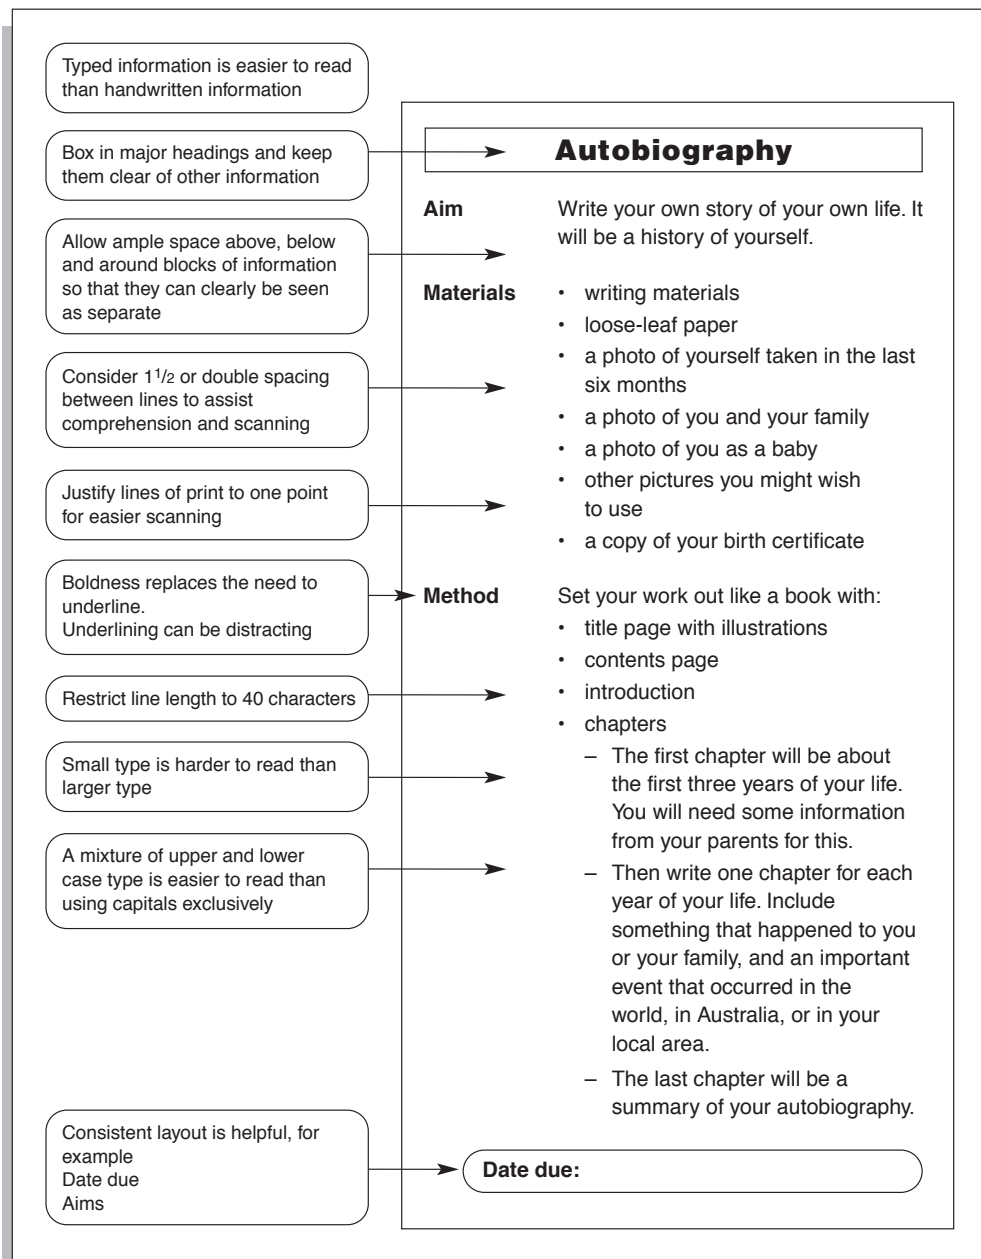 Typed information is easier to read
than handwritten information
Box in major headings and keep
them clear of other information
Allow ample space above, below
and around blocks of information
so that they can clearly be seen
as separate
Consider 1 1/2 or double spacing
between lines to assist
comprehension and scanning
Justify lines of print to one point
for easier scanning
Boldness replaces the need to
underline.
Underlining can be distracting
Restrict line length to 40 characters
Small type is harder to read than
larger type
A mixture of upper and lower
case type is easier to read than
using capitals exclusively
Consistent layout is helpful, for
example
Date due
Aims
Autobiography
Aim Write your own story of your own life. It
will be a history of yourself.
Materials • writing materials
• loose-leaf paper
• a photo of yourself taken in the last
six months
• a photo of you and your family
• a photo of you as a baby
• other pictures you might wish
to use
• a copy of your birth certificate
Method Set your work out like a book with:
• title page with illustrations
• contents page
• introduction
• chapters
– The first chapter will be about
the first three years of your life.
You will need some information
from your parents for this.
– Then write one chapter for each
year of your life. Include
something that happened to you
or your family, and an important
event that occurred in the
world, in Australia, or in your
local area.
– The last chapter will be a
summary of your autobiography.
Date due: